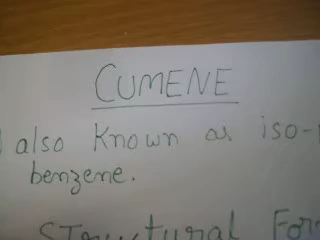 CUMENE
also known as iso-
benzene.
Structural For